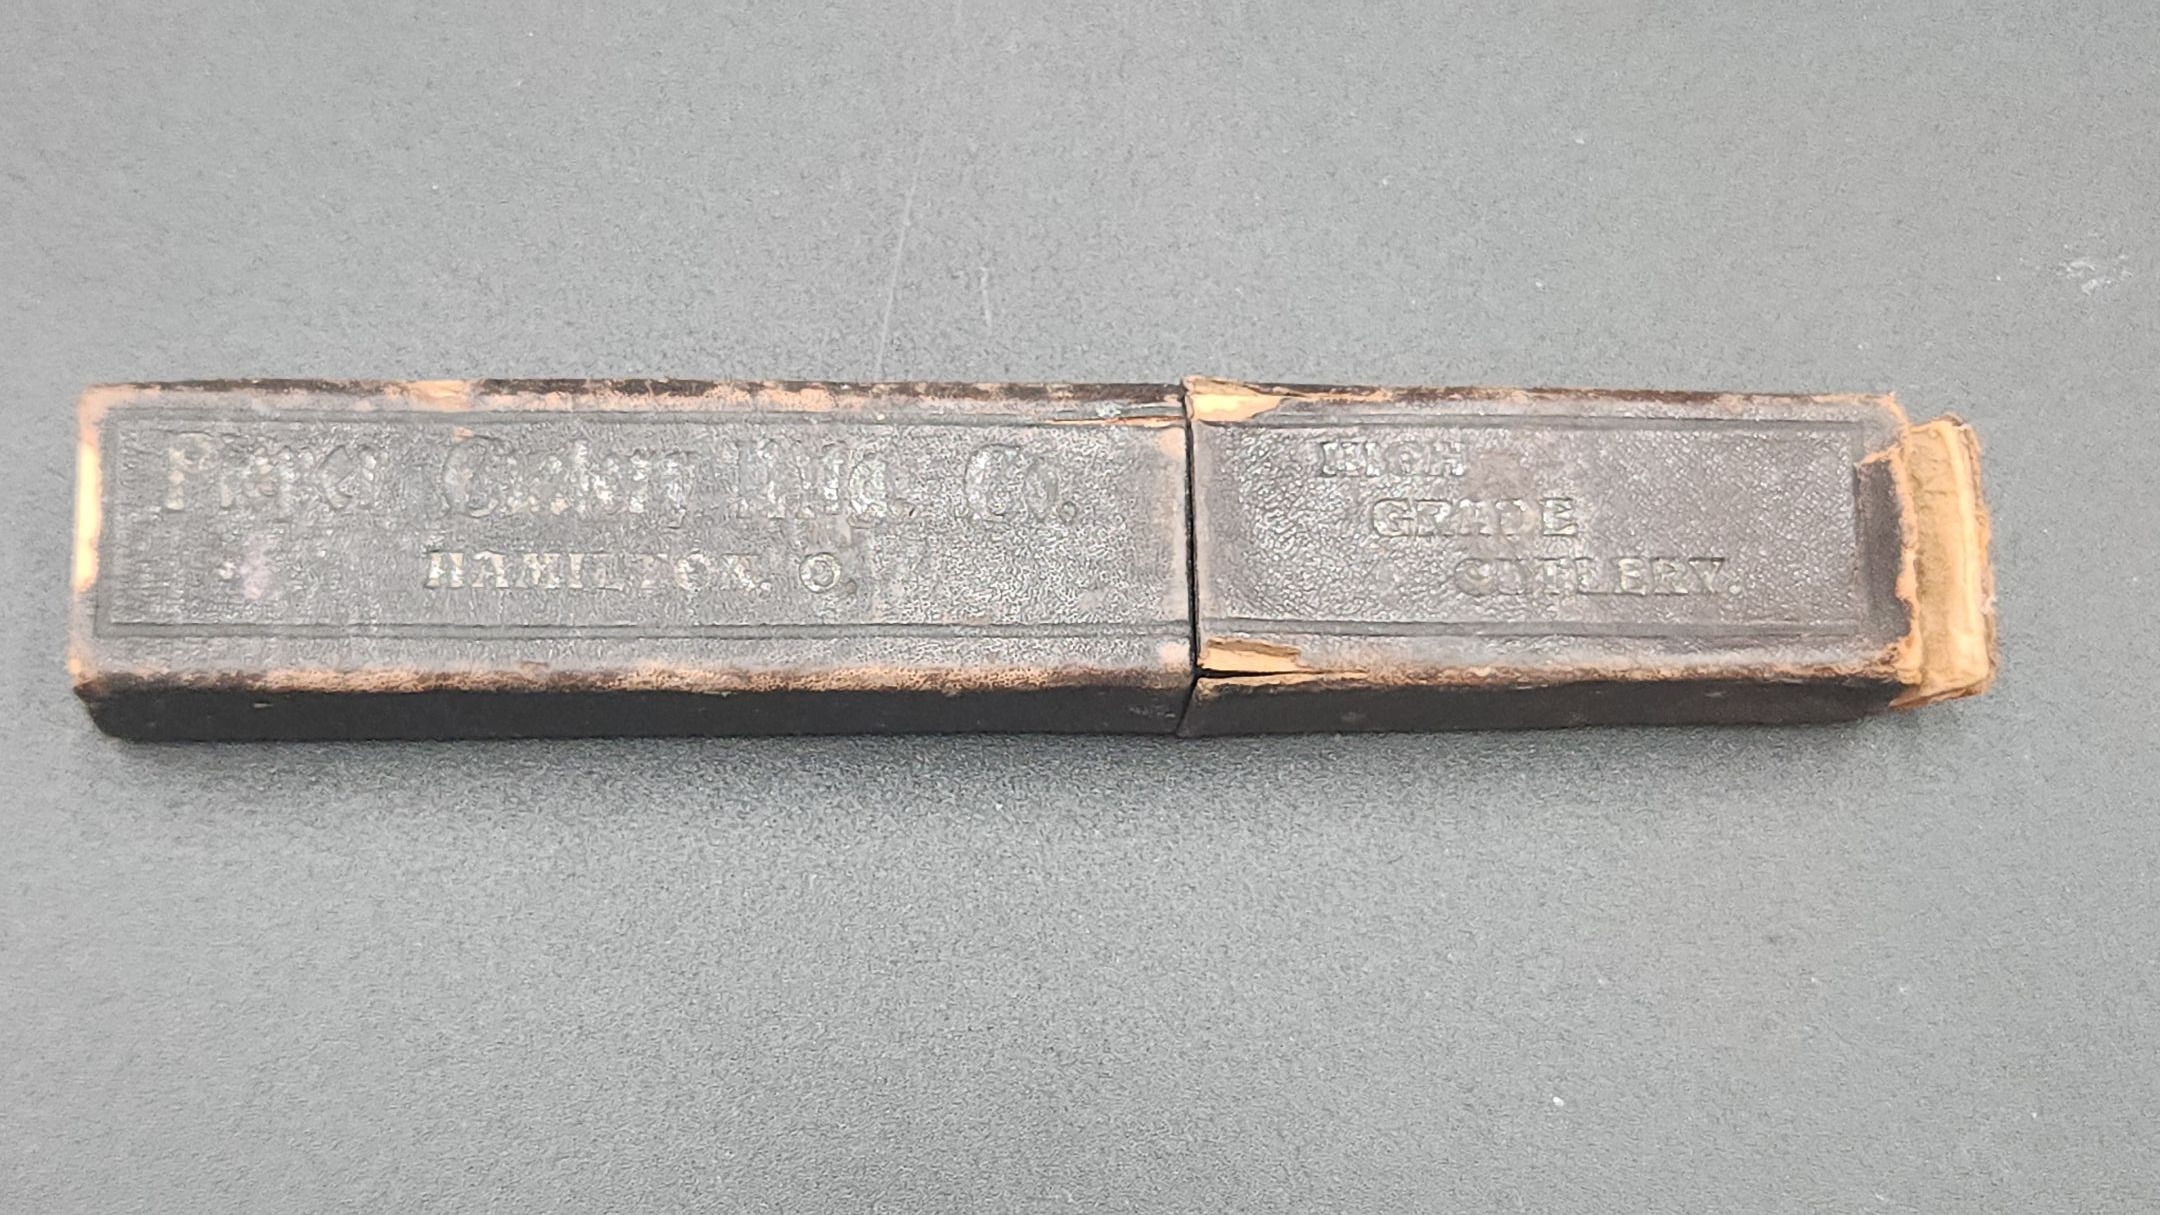 Cutlery Mfg. Co.
HAMILTON, O.
HIGH
GRADE
CUTLERY.